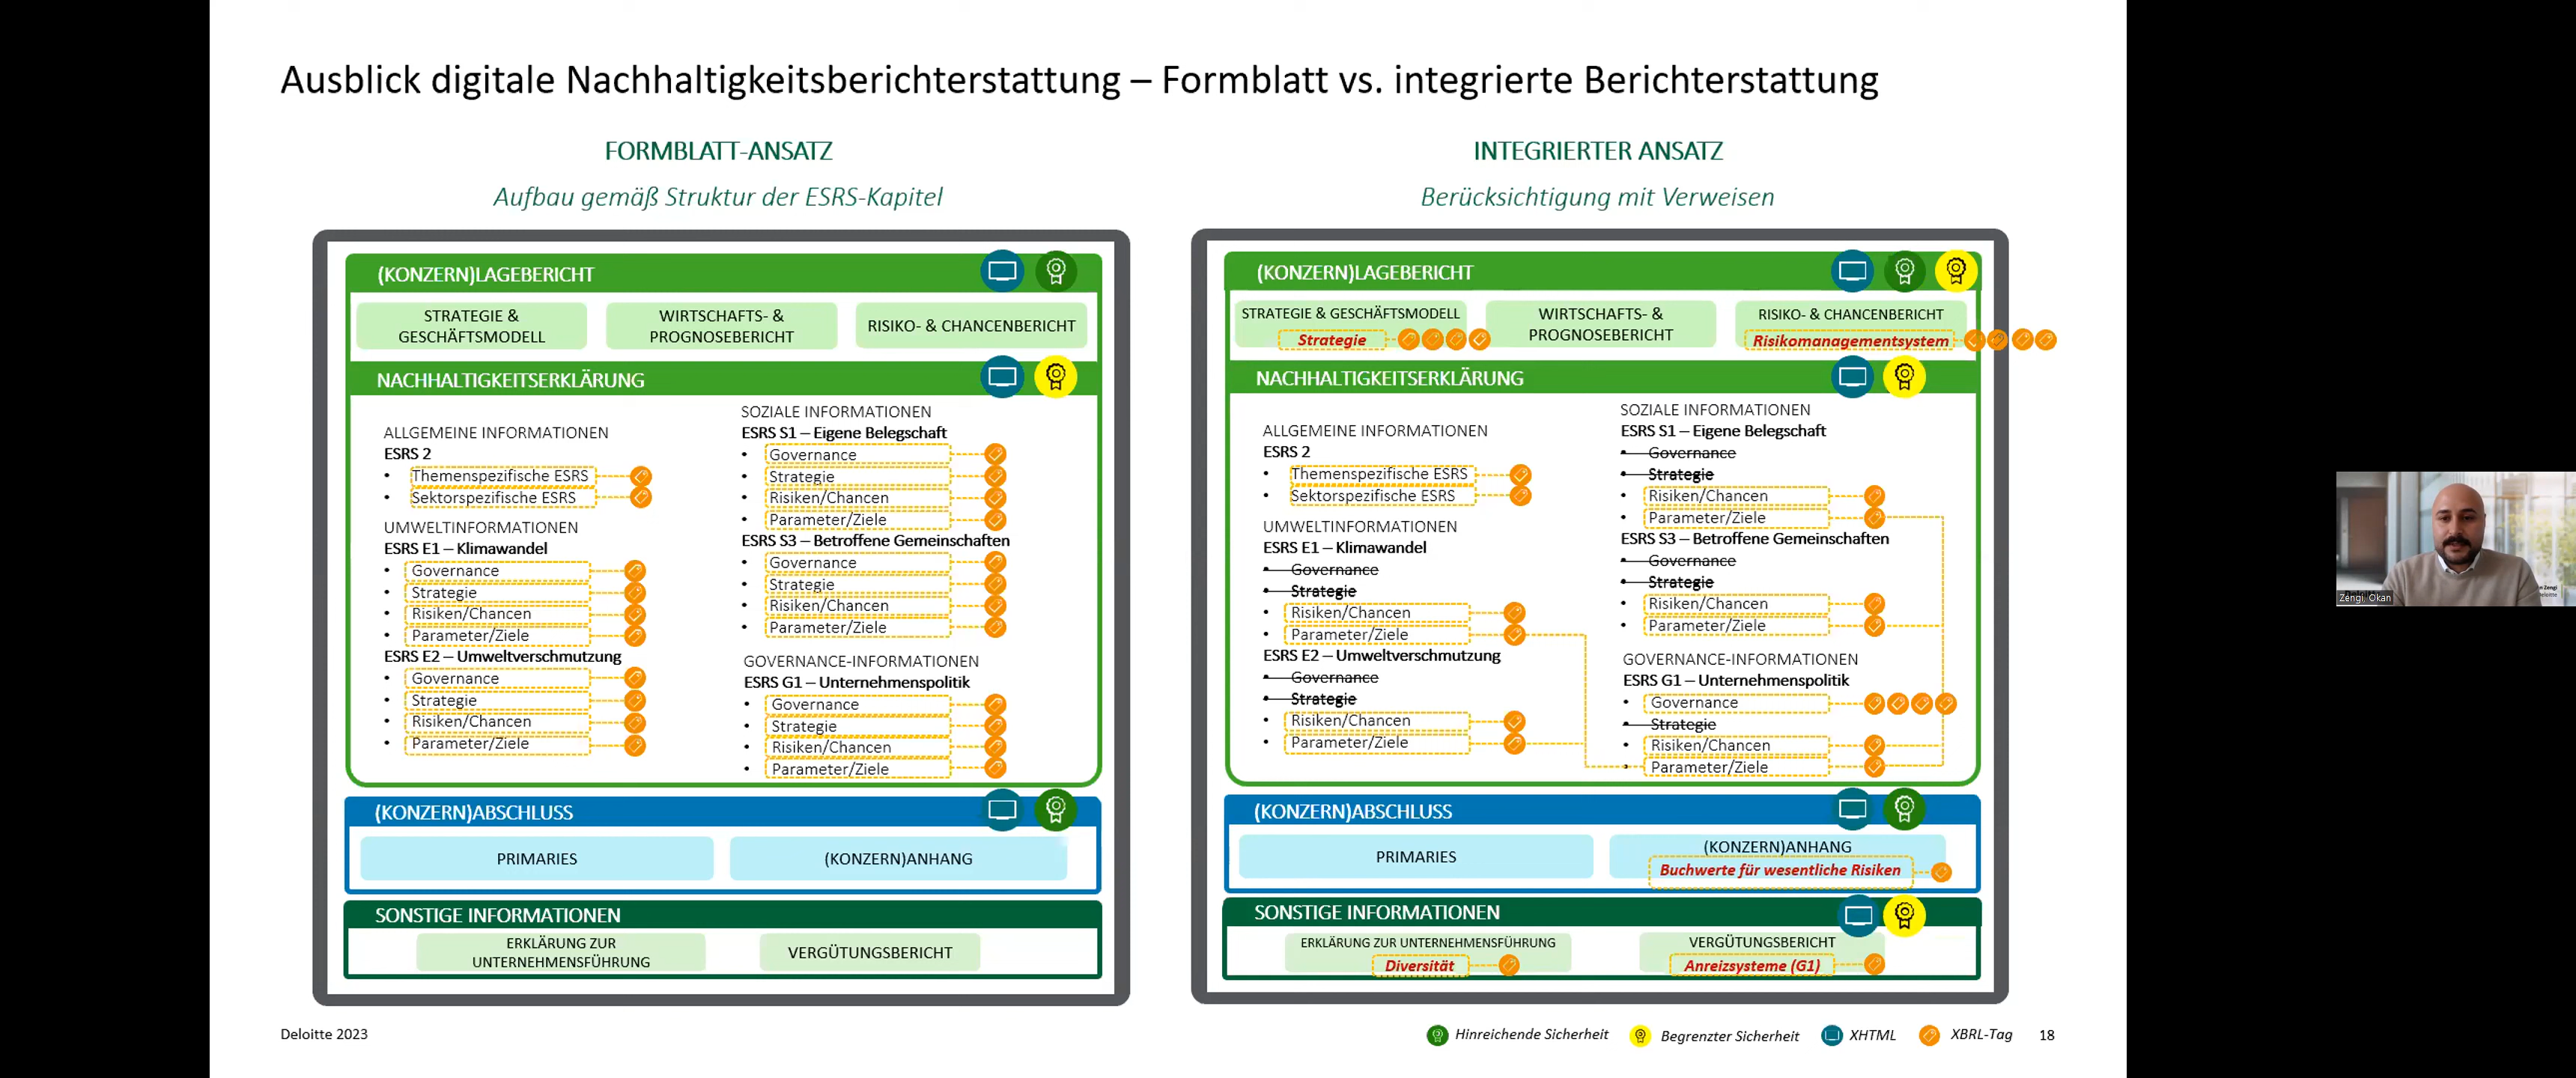 Ausblick digitale Nachhaltigkeitsberichterstattung – Formblatt vs. integrierte Berichterstattung
FORMBLATT-ANSATZ
Aufbau gemäß Struktur der ESRS-Kapitel
(KONZERN)LAGEBERICHT
STRATEGIE &
GESCHÄFTSMODELL
WIRTSCHAFTS- &
PROGNOSEBERICHT
RISIKO- & CHANCENBERICHT
NACHHALTIGKEITSERKLÄRUNG
ALLGEMEINE INFORMATIONEN
ESRS 2
• Themenspezifische ESRS
• Sektorspezifische ESRS
UMWELTINFORMATIONEN
ESRS E1 – Klimawandel
• Governance
• Strategie
• Risiken/Chancen
• Parameter/Ziele
ESRS E2 – Umweltverschmutzung
• Governance
• Strategie
• Risiken/Chancen
• Parameter/Ziele
SOZIALE INFORMATIONEN
ESRS S1 – Eigene Belegschaft
• Governance
• Strategie
• Risiken/Chancen
• Parameter/Ziele
ESRS S3 – Betroffene Gemeinschaften
• Governance
• Strategie
• Risiken/Chancen
• Parameter/Ziele
GOVERNANCE-INFORMATIONEN
ESRS G1 – Unternehmenspolitik
• Governance
• Strategie
• Risiken/Chancen
• Parameter/Ziele
(KONZERN)ABSCHLUSS
PRIMARIES
(KONZERN)ANHANG
SONSTIGE INFORMATIONEN
ERKLÄRUNG ZUR
UNTERNEHMENSFÜHRUNG
VERGÜTUNGSBERICHT
INTEGRIERTER ANSATZ
Berücksichtigung mit Verweisen
(KONZERN)LAGEBERICHT
STRATEGIE & GESCHÄFTSMODELL
Strategie
WIRTSCHAFTS- &
PROGNOSEBERICHT
RISIKO- & CHANCENBERICHT
Risikomanagementsystem
NACHHALTIGKEITSERKLÄRUNG
ALLGEMEINE INFORMATIONEN
ESRS 2
• Themenspezifische ESRS
• Sektorspezifische ESRS
UMWELTINFORMATIONEN
ESRS E1 – Klimawandel
• Governance
• Strategie
• Risiken/Chancen
• Parameter/Ziele
ESRS E2 – Umweltverschmutzung
• Governance
• Strategie
• Risiken/Chancen
• Parameter/Ziele
SOZIALE INFORMATIONEN
ESRS S1 – Eigene Belegschaft
• Governance
• Strategie
• Risiken/Chancen
• Parameter/Ziele
ESRS S3 – Betroffene Gemeinschaften
• Governance
• Strategie
• Risiken/Chancen
• Parameter/Ziele
GOVERNANCE-INFORMATIONEN
ESRS G1 – Unternehmenspolitik
• Governance
• Strategie
• Risiken/Chancen
• Parameter/Ziele
(KONZERN)ABSCHLUSS
PRIMARIES
(KONZERN)ANHANG
Buchwerte für wesentliche Risiken
SONSTIGE INFORMATIONEN
ERKLÄRUNG ZUR UNTERNEHMENSFÜHRUNG
Diversität
VERGÜTUNGSBERICHT
Anreizsysteme (G1)
Zengi, Okan
Deloitte 2023
Hinreichende Sicherheit
Begrenzter Sicherheit
XHTML
XBRL-Tag
18